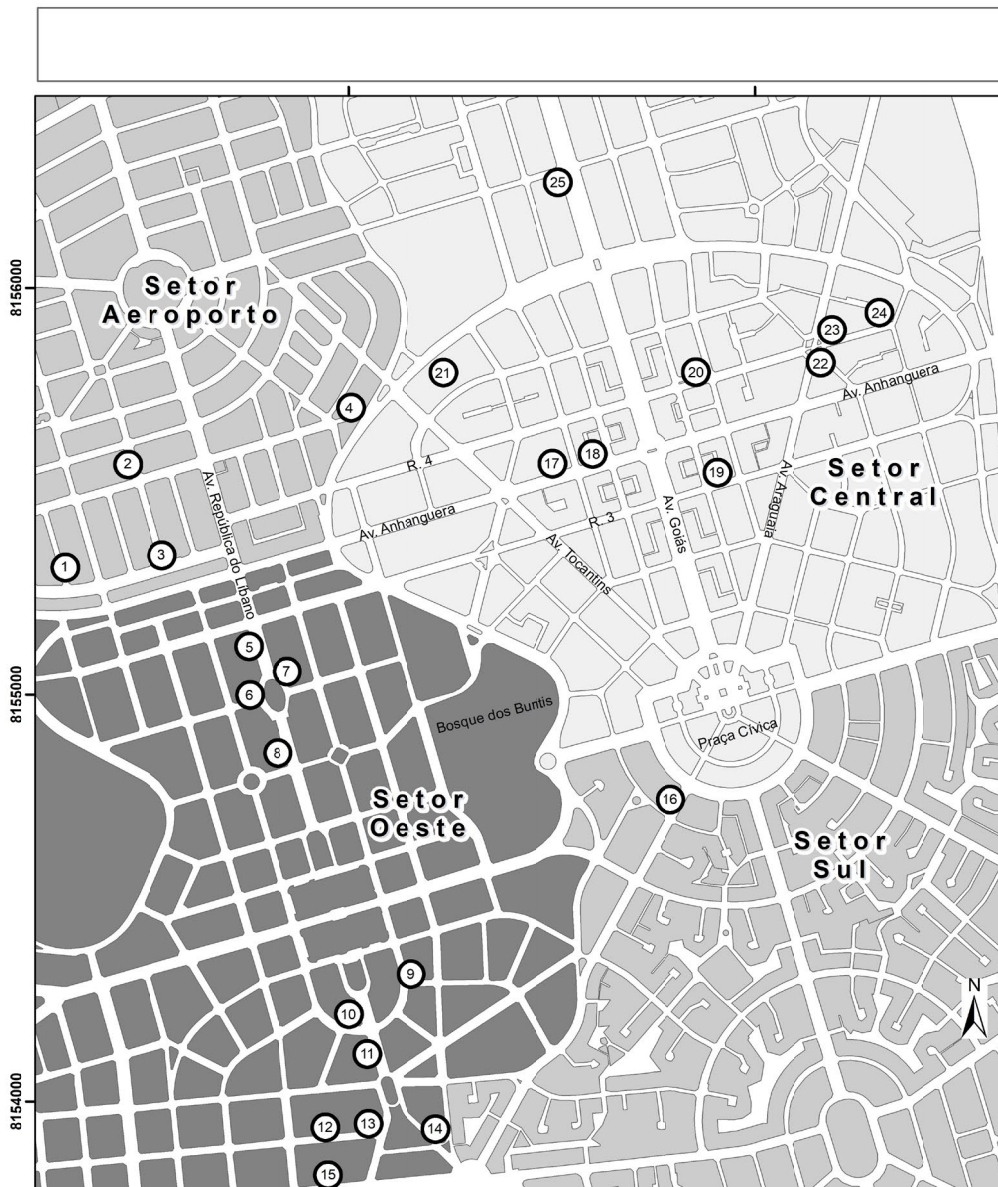 25
8156000
Setor
Aeroporto
24
23
22
21
20
Av. Anhanguera
4
R. 4
2
17
18
19
Setor
Central
Av. República do Líbano
Av. Anhanguera
R. 3
Av. Goiás
Av. Araguaia
Av. Tocantins
1
3
5
7
6
8155000
Bosque dos Buritis
Praça Cívica
8
16
Setor
Oeste
Setor
Sul
9
N
10
11
8154000
12
13
14
15